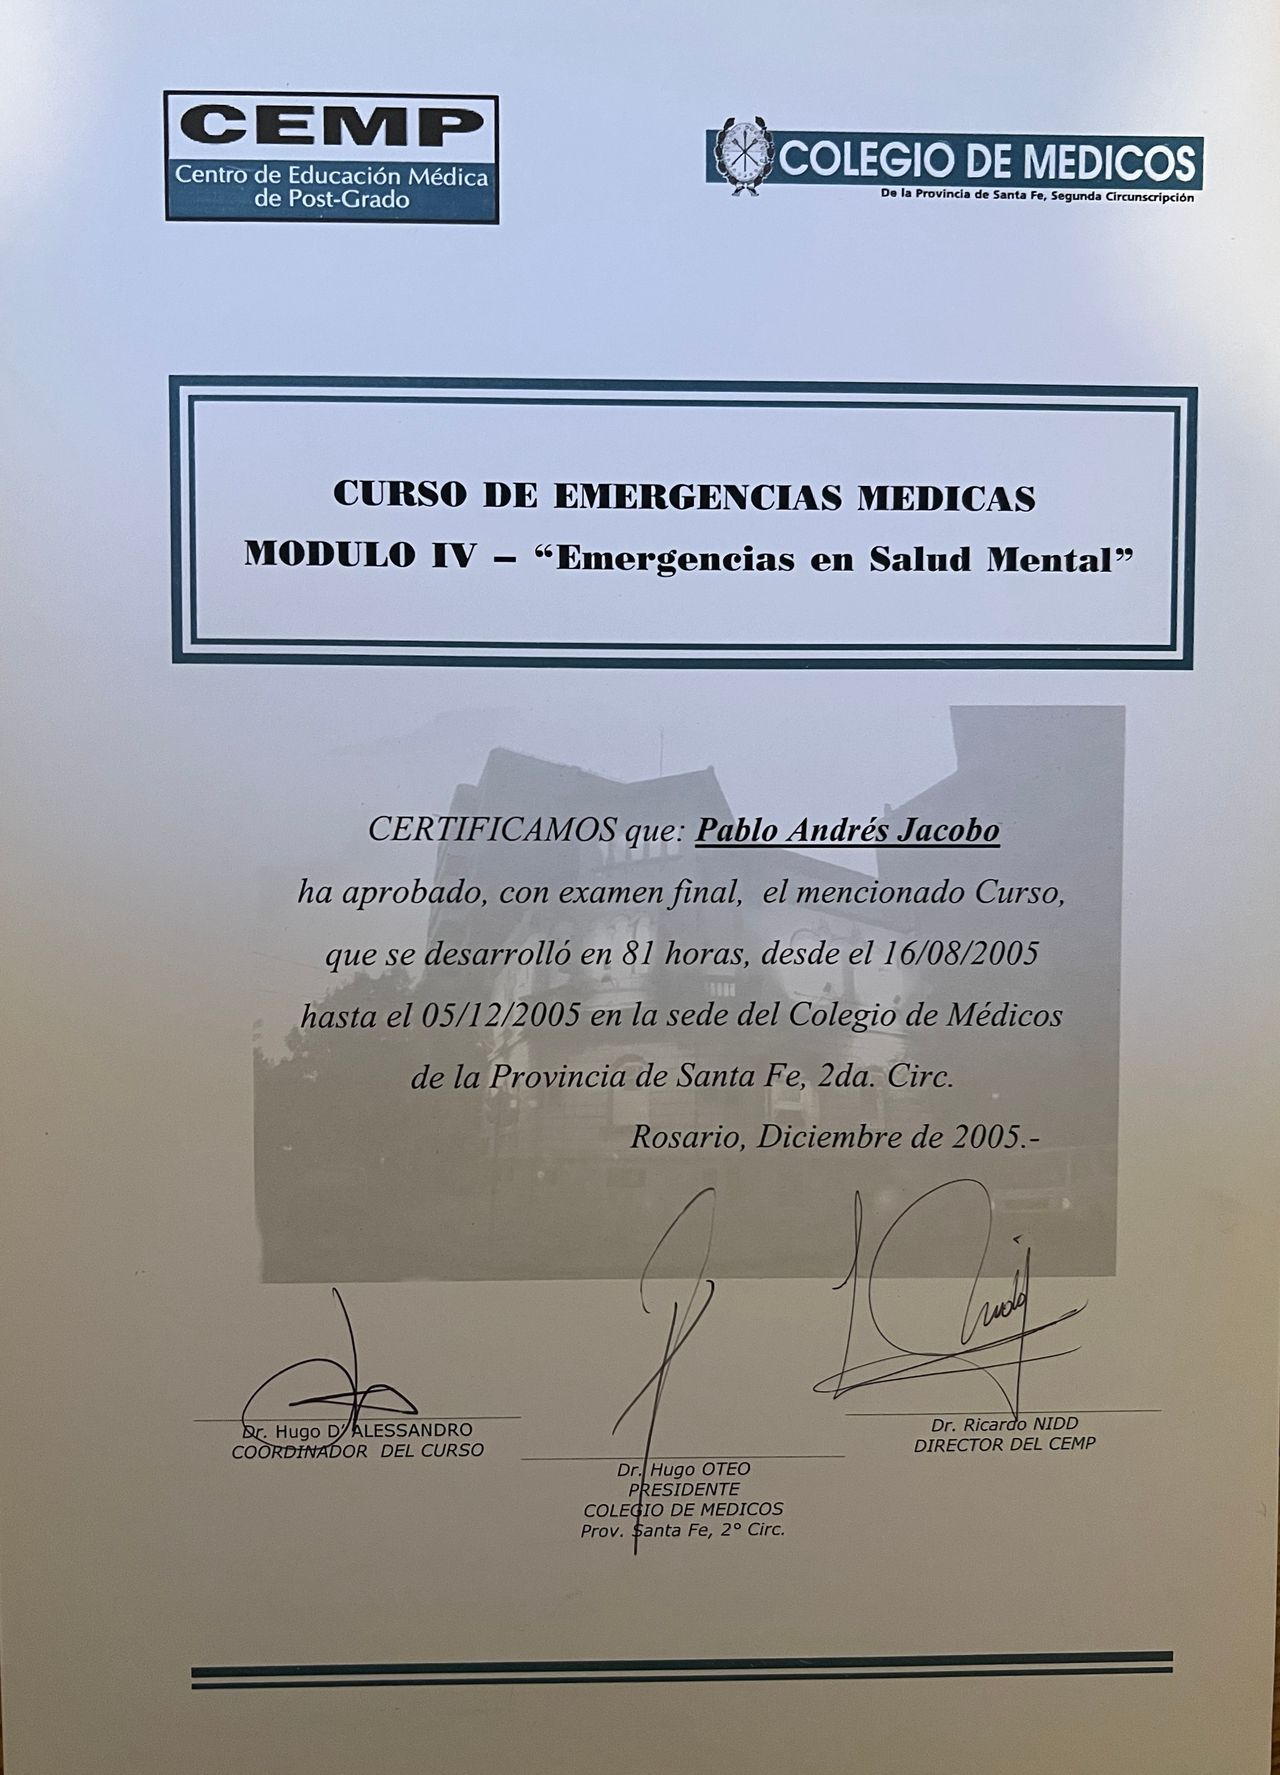 CEMP
Centro de Educación Médica
de Post-Grado
COLEGIO DE MEDICOS
De la Provincia de Santa Fe, Segunda Circunscripción
CURSO DE EMERGENCIAS MEDICAS
MODULO IV – “Emergencias en Salud Mental”
CERTIFICAMOS que: Pablo Andrés Jacobo
ha aprobado, con examen final, el mencionado Curso,
que se desarrolló en 81 horas, desde el 16/08/2005
hasta el 05/12/2005 en la sede del Colegio de Médicos
de la Provincia de Santa Fe, 2da. Circ.
Rosario, Diciembre de 2005.-
Dr. Hugo D’ ALESSANDRO
COORDINADOR DEL CURSO
Dr. Hugo OTEO
PRESIDENTE
COLEGIO DE MEDICOS
Prov. Santa Fe, 2° Circ.
Dr. Ricardo NIDD
DIRECTOR DEL CEMP